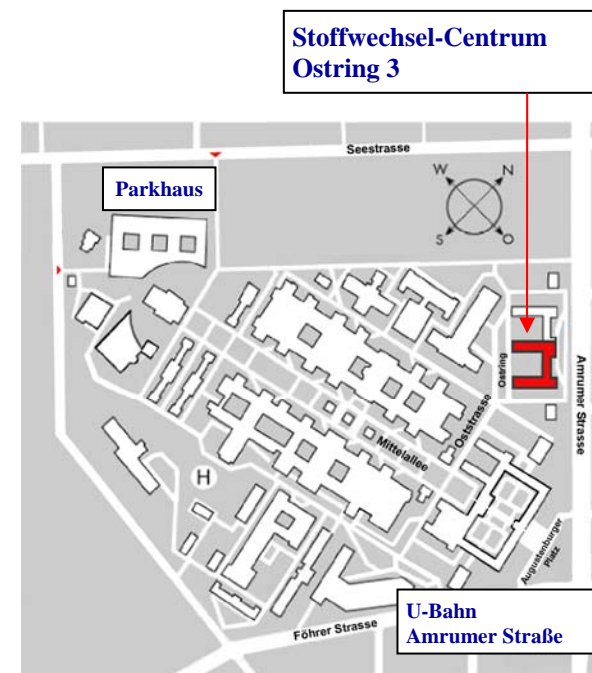 Stoffwechsel-Centrum
Ostring 3
Seestrasse
Parkhaus
W
N
S
O
Ostring
Amrumer Strasse
Oststrasse
Mittelallee
H
Augustenburger
Platz
U-Bahn
Amrumer Straße
Föhrer Strasse